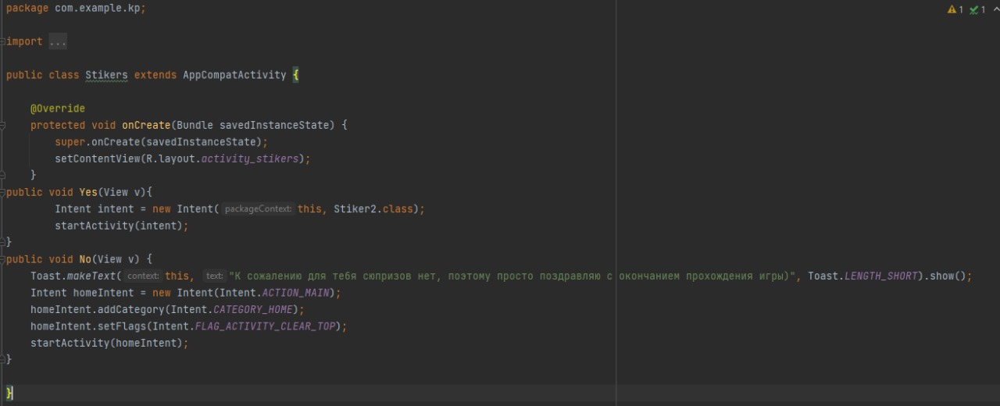 package com.example.kp;
1 1
import ...
public class Stikers extends AppCompatActivity {
@Override
protected void onCreate(Bundle savedInstanceState) {
super.onCreate(savedInstanceState);
setContentView(R.layout.activity_stikers);
}
public void Yes(View v){
Intent intent = new Intent( packageContext: this, Stiker2.class);
startActivity(intent);
}
public void No(View v) {
Toast.makeText( context: this, text: "К сожалению для тебя сюпризов нет, поэтому просто поздравляю с окончанием прохождения игры)", Toast.LENGTH_SHORT).show();
Intent homeIntent = new Intent(Intent.ACTION_MAIN);
homeIntent.addCategory(Intent.CATEGORY_HOME);
homeIntent.setFlags(Intent.FLAG_ACTIVITY_CLEAR_TOP);
startActivity(homeIntent);
}
}